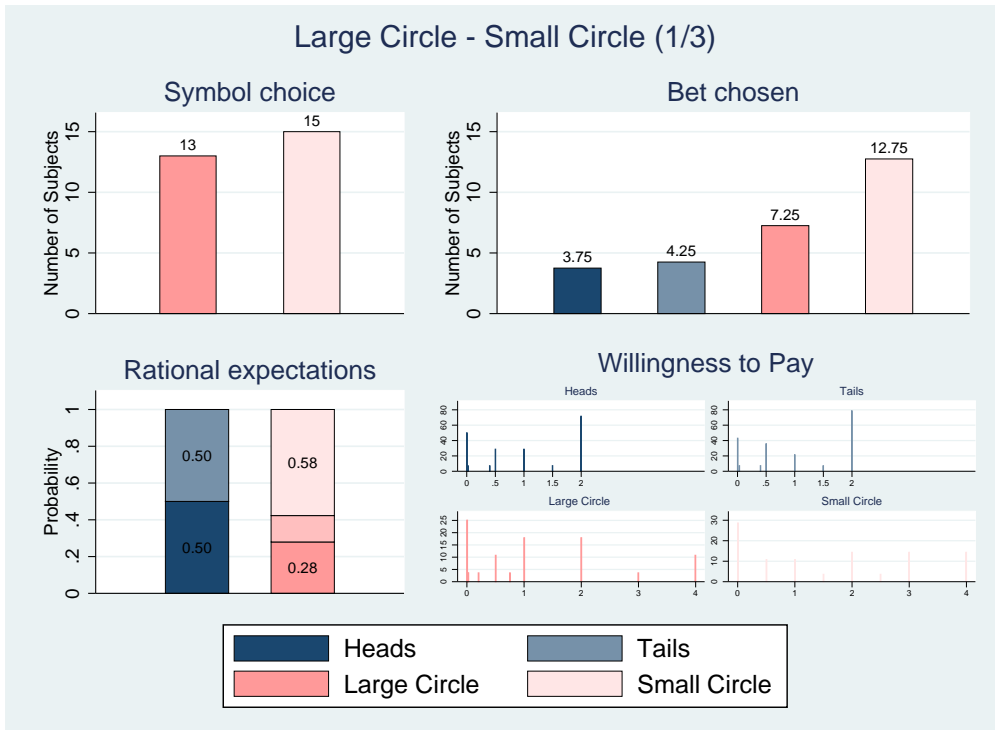 Large Circle - Small Circle (1/3)
Symbol choice
Number of Subjects
15
10
5
0
13
15
Bet chosen
Number of Subjects
15
10
5
0
3.75
4.25
7.25
12.75
Rational expectations
Probability
1
.8
.6
.4
.2
0
0.50
0.50
0.58
0.28
Willingness to Pay
Heads
80
60
40
20
0
0 .5 1 1.5 2
Tails
80
60
40
20
0
0 .5 1 1.5 2
Large Circle
25
20
15
10
5
0
0 1 2 3 4
Small Circle
30
20
10
0
0 1 2 3 4
Heads
Tails
Large Circle
Small Circle